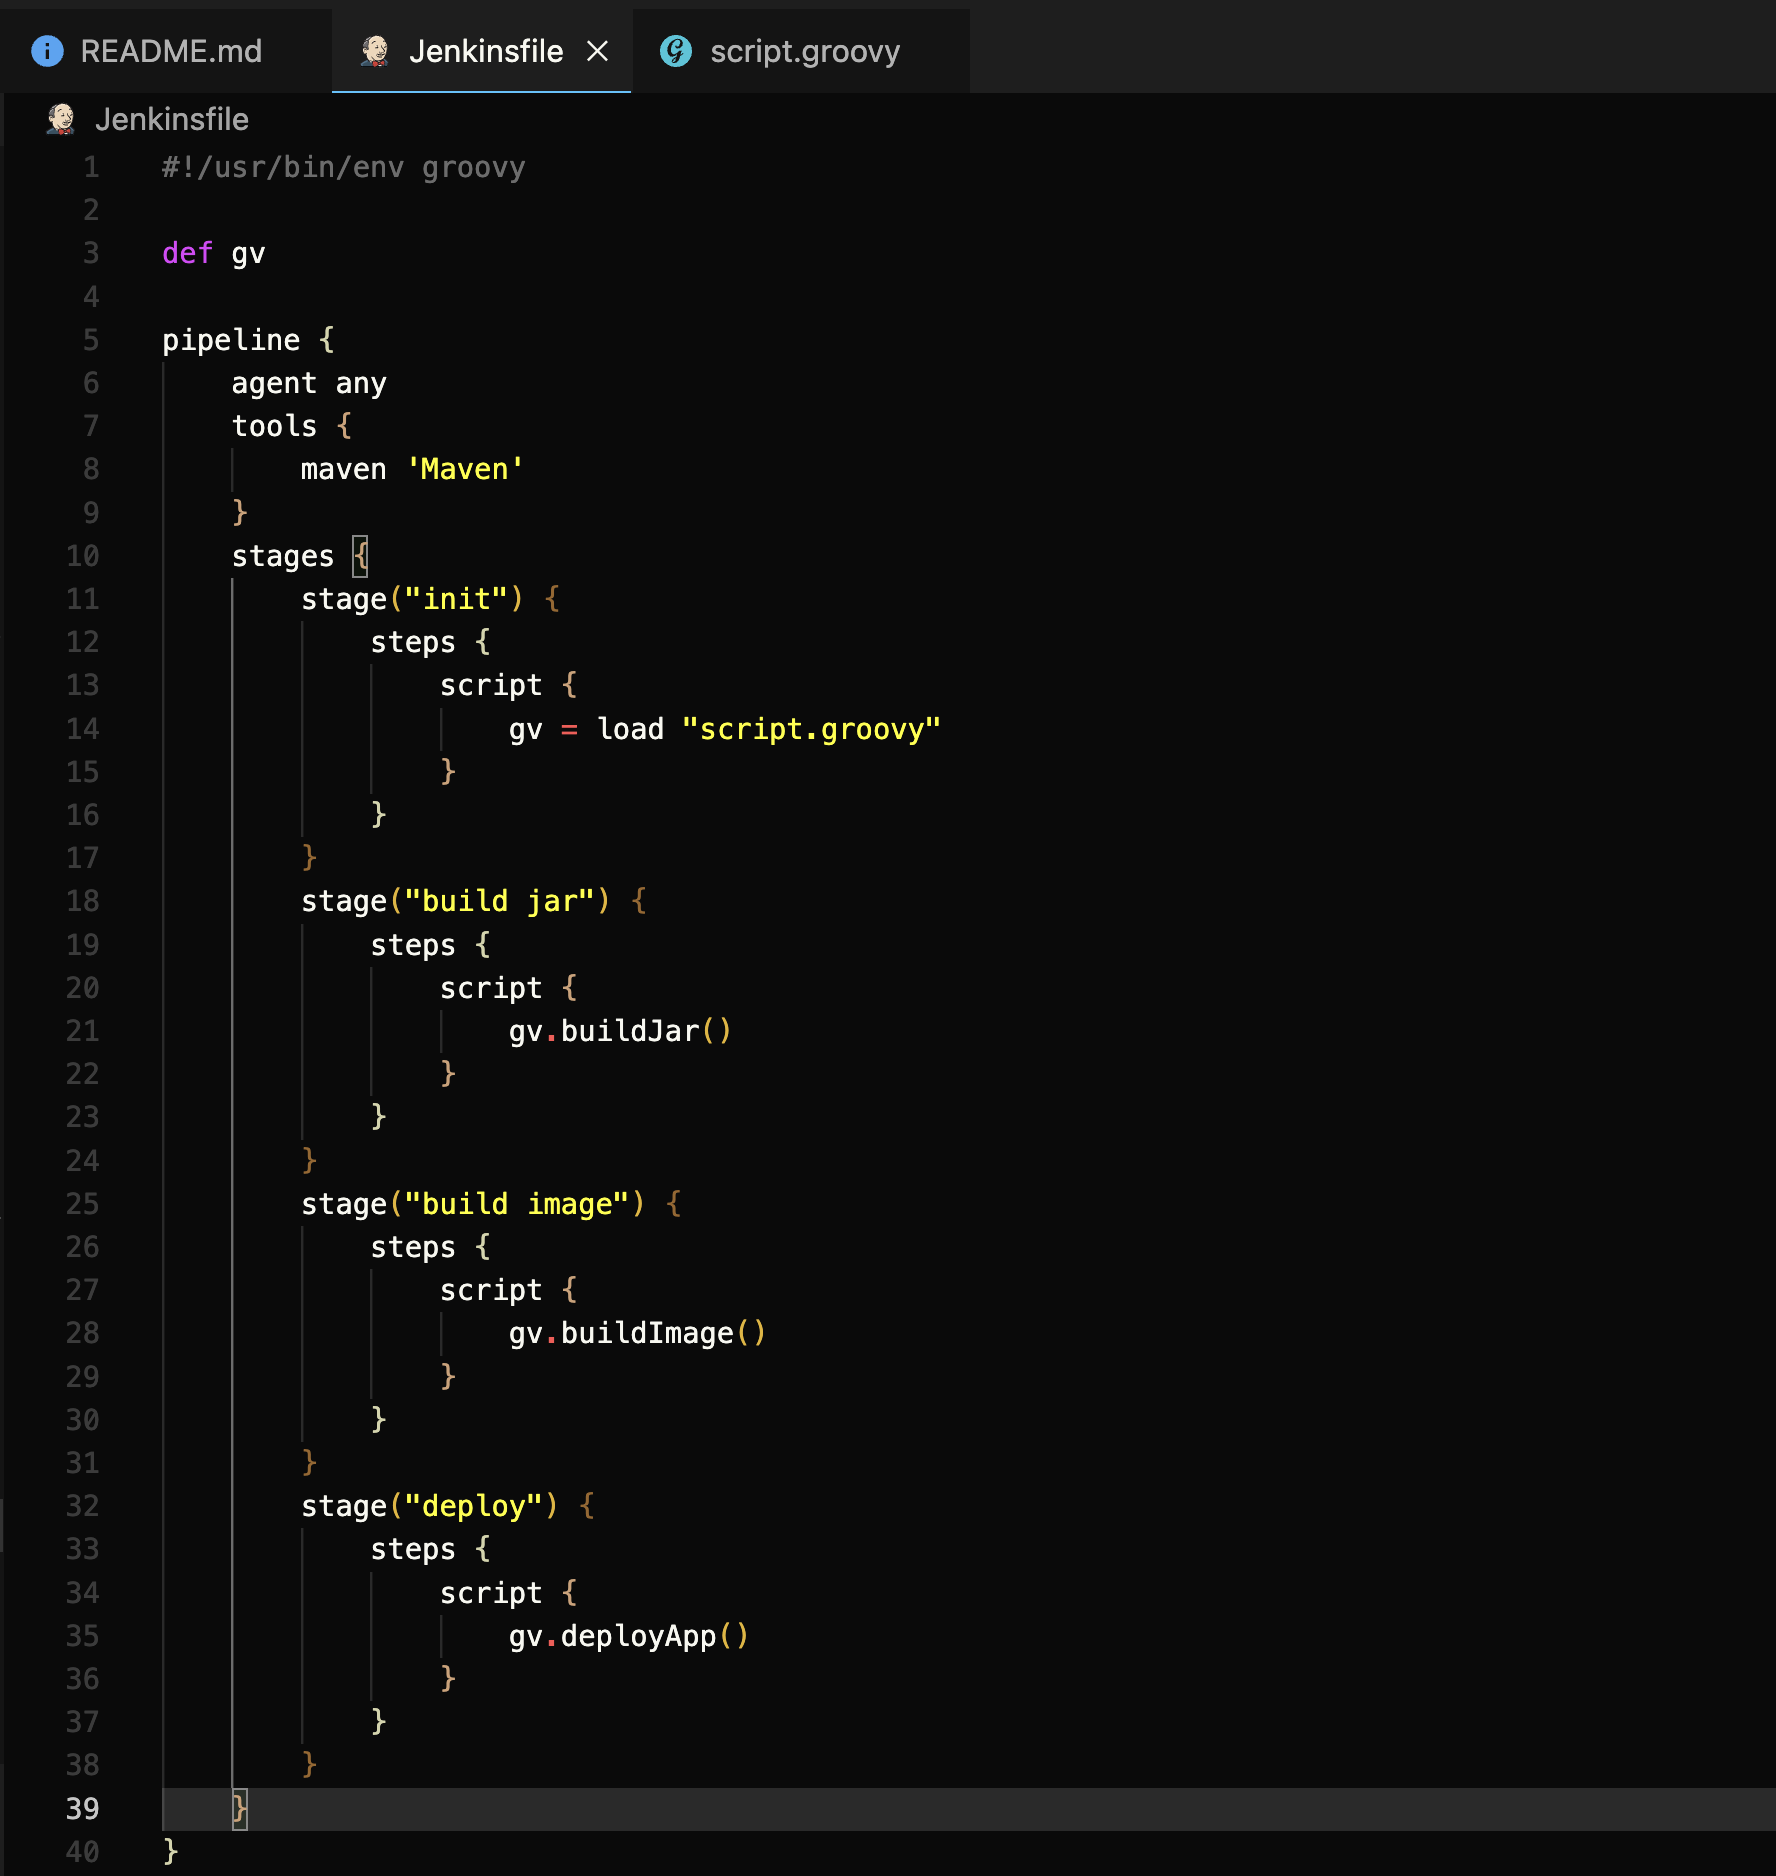 README.md Jenkinsfile script.groovy
Jenkinsfile
1 #!/usr/bin/env groovy
2
3 def gv
4
5 pipeline {
6     agent any
7     tools {
8         maven 'Maven'
9     }
10     stages {
11         stage("init") {
12             steps {
13                 script {
14                     gv = load "script.groovy"
15                 }
16             }
17         }
18         stage("build jar") {
19             steps {
20                 script {
21                     gv.buildJar()
22                 }
23             }
24         }
25         stage("build image") {
26             steps {
27                 script {
28                     gv.buildImage()
29                 }
30             }
31         }
32         stage("deploy") {
33             steps {
34                 script {
35                     gv.deployApp()
36                 }
37             }
38         }
39     }
40 }